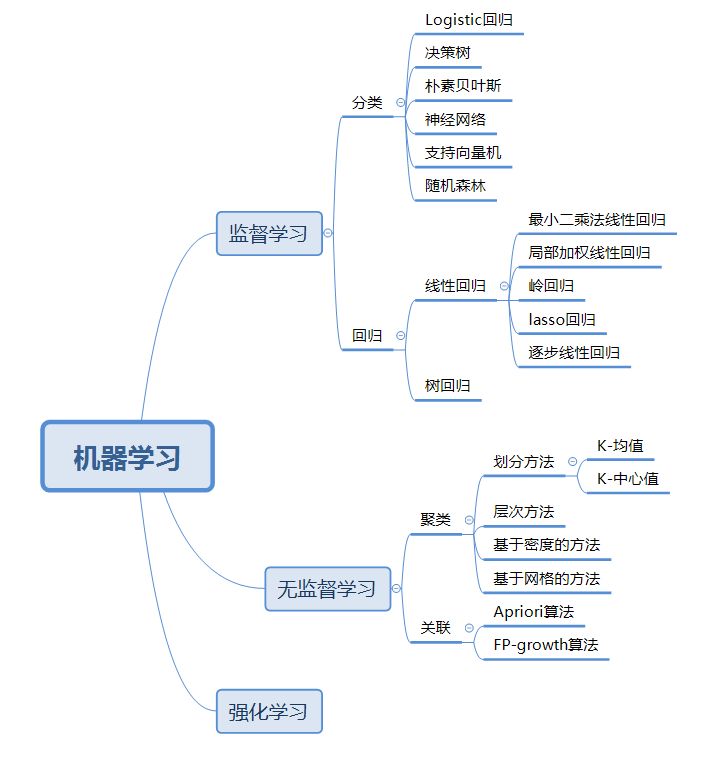 机器学习
监督学习
分类
Logistic回归
决策树
朴素贝叶斯
神经网络
支持向量机
随机森林
回归
线性回归
最小二乘法线性回归
局部加权线性回归
岭回归
lasso回归
逐步线性回归
树回归
无监督学习
聚类
划分方法
K-均值
K-中心值
层次方法
基于密度的方法
基于网格的方法
关联
Apriori算法
FP-growth算法
强化学习